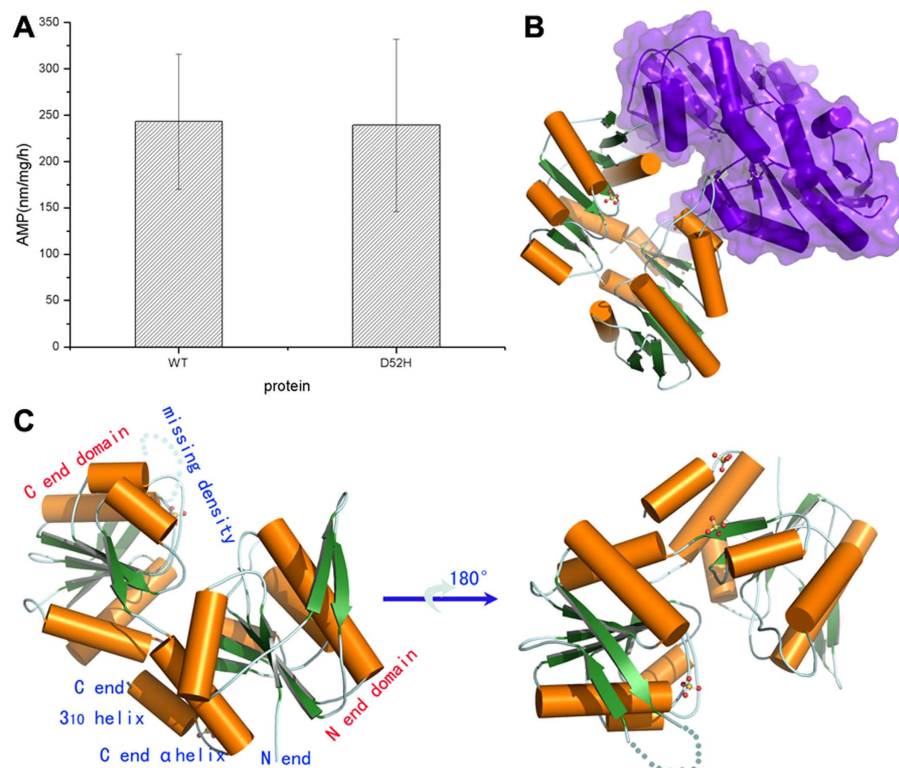 A
350
300
250
200
150
100
50
0
AMP(nm/mg/h)
WT
D52H
protein
B
C
C end domain
missing density
180°
C end
3₁₀ helix
C end αhelix
N end
N end domain